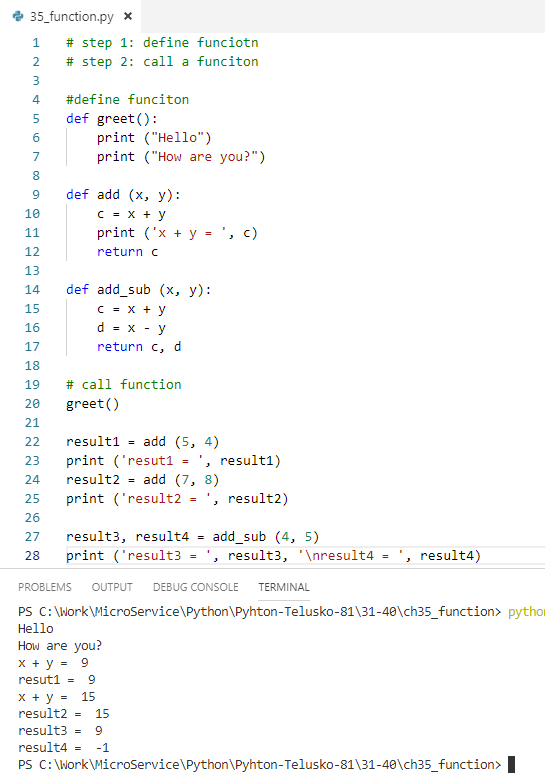 35_function.py ×
1 # step 1: define funciotn
2 # step 2: call a funciton
3
4 #define funciton
5 def greet():
6     print ("Hello")
7     print ("How are you?")
8
9 def add (x, y):
10     c = x + y
11     print ('x + y = ', c)
12     return c
13
14 def add_sub (x, y):
15     c = x + y
16     d = x - y
17     return c, d
18
19 # call function
20 greet()
21
22 result1 = add (5, 4)
23 print ('resut1 = ', result1)
24 result2 = add (7, 8)
25 print ('result2 = ', result2)
26
27 result3, result4 = add_sub (4, 5)
28 print ('result3 = ', result3, '\nresult4 = ', result4)
PROBLEMS OUTPUT DEBUG CONSOLE TERMINAL
PS C:\Work\MicroService\Python\Pyhton-Telusko-81\31-40\ch35_function> pytho
Hello
How are you?
x + y =  9
resut1 =  9
x + y =  15
result2 =  15
result3 =  9
result4 =  -1
PS C:\Work\MicroService\Python\Pyhton-Telusko-81\31-40\ch35_function>